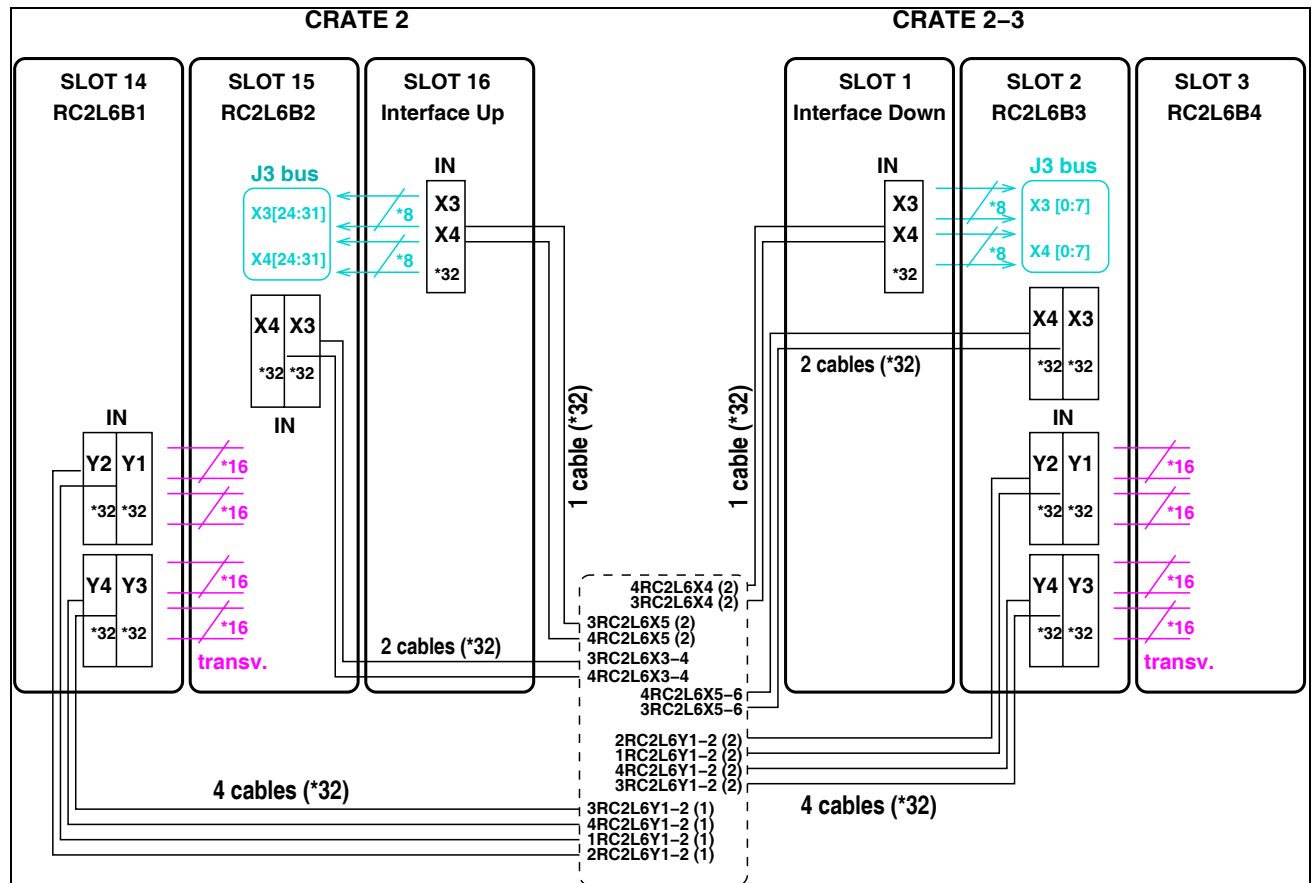 CRATE 2
CRATE 2–3
SLOT 14
RC2L6B1
SLOT 15
RC2L6B2
SLOT 16
Interface Up
SLOT 1
Interface Down
SLOT 2
RC2L6B3
SLOT 3
RC2L6B4
J3 bus
X3[24:31]
X4[24:31]
*8
*8
IN
X3
X4
*32
IN
X3
X4
*32
*8
*8
J3 bus
X3 [0:7]
X4 [0:7]
X4 X3
*32 *32
IN
X4 X3
*32 *32
IN
2 cables (*32)
1 cable (*32)
1 cable (*32)
IN
Y2 Y1
*32 *32
Y4 Y3
*32 *32
*16
*16
*16
*16
transv.
Y2 Y1
*32 *32
Y4 Y3
*32 *32
*16
*16
*16
*16
transv.
2 cables (*32)
4RC2L6X4 (2)
3RC2L6X4 (2)
3RC2L6X5 (2)
4RC2L6X5 (2)
3RC2L6X3–4
4RC2L6X3–4
4RC2L6X5–6
3RC2L6X5–6
2RC2L6Y1–2 (2)
1RC2L6Y1–2 (2)
4RC2L6Y1–2 (2)
3RC2L6Y1–2 (2)
4 cables (*32)
4 cables (*32)
3RC2L6Y1–2 (1)
4RC2L6Y1–2 (1)
1RC2L6Y1–2 (1)
2RC2L6Y1–2 (1)